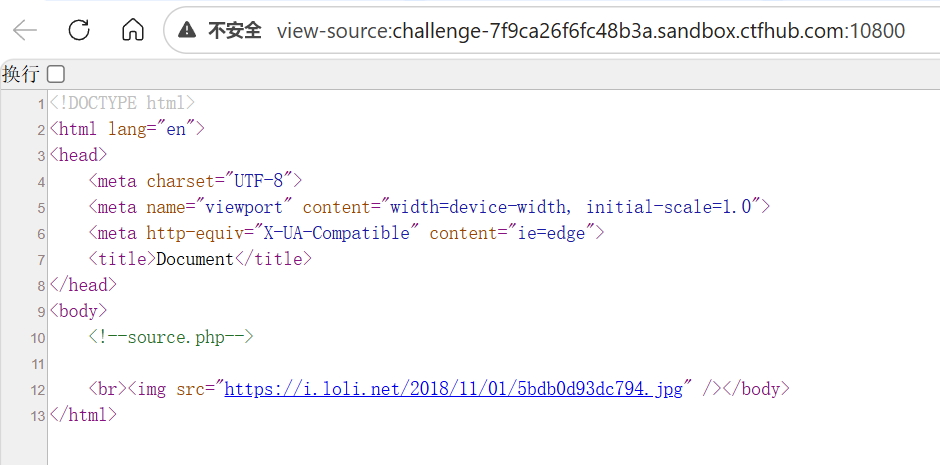 不安全 view-source:challenge-7f9ca26f6fc48b3a.sandbox.ctfhub.com:10800
换行
1 <!DOCTYPE html>
2 <html lang="en">
3 <head>
4     <meta charset="UTF-8">
5     <meta name="viewport" content="width=device-width, initial-scale=1.0">
6     <meta http-equiv="X-UA-Compatible" content="ie=edge">
7     <title>Document</title>
8 </head>
9 <body>
10     <!--source.php-->
11
12     <br><img src="https://i.loli.net/2018/11/01/5bdb0d93dc794.jpg" /></body>
13 </html>